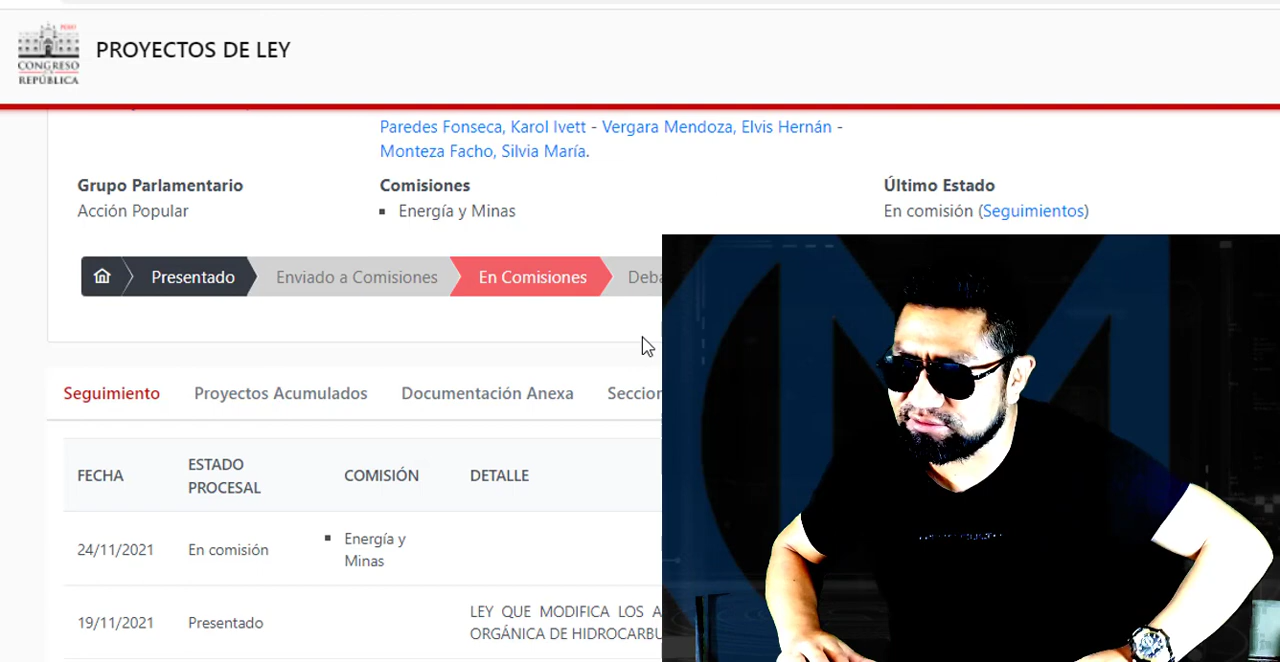 PERÚ
CONGRESO
REPÚBLICA
PROYECTOS DE LEY
Paredes Fonseca, Karol Ivett - Vergara Mendoza, Elvis Hernán -
Monteza Facho, Silvia María.
Grupo Parlamentario
Acción Popular
Comisiones
▪ Energía y Minas
Último Estado
En comisión (Seguimientos)
Presentado
Enviado a Comisiones
En Comisiones
Deba
Seguimiento
Proyectos Acumulados
Documentación Anexa
Seccion
FECHA
ESTADO
PROCESAL
COMISIÓN
DETALLE
24/11/2021
En comisión
▪ Energía y
Minas
19/11/2021
Presentado
LEY QUE MODIFICA LOS A
ORGÁNICA DE HIDROCARBU